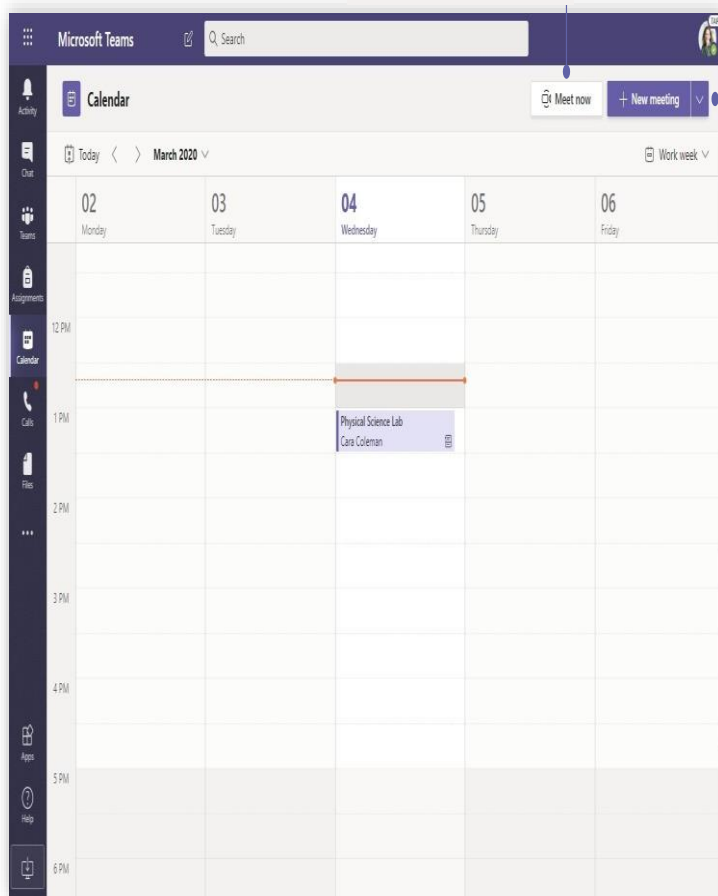 Microsoft Teams
Search
Activity
Calendar
Meet now
New meeting
Chat
Today
March 2020
Work week
Teams
02
03
04
05
06
Monday
Tuesday
Wednesday
Thursday
Friday
Assignments
12 PM
Calendar
Calls
1 PM
Physical Science Lab
Cara Coleman
Files
2 PM
3 PM
4 PM
Apps
5 PM
Help
6 PM